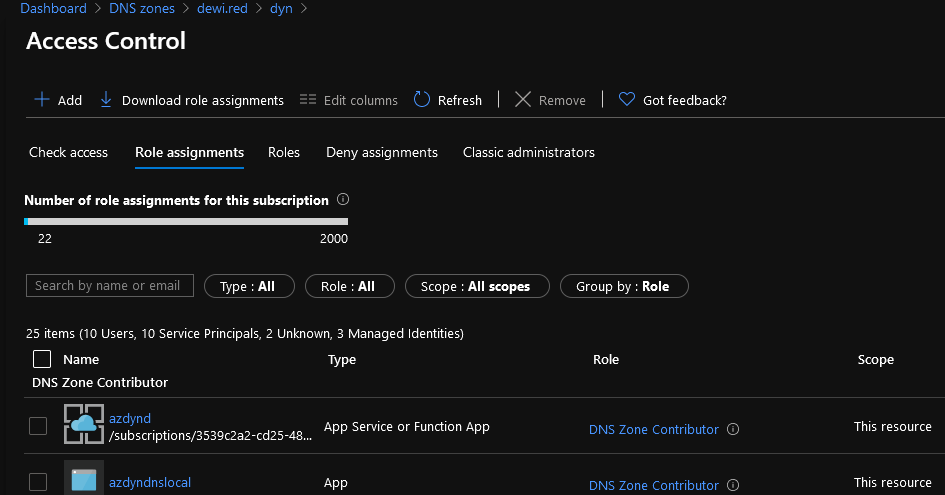 Dashboard > DNS zones > dewi.red > dyn >
Access Control
Add Download role assignments Edit columns Refresh Remove Got feedback?
Check access Role assignments Roles Deny assignments Classic administrators
Number of role assignments for this subscription
22 2000
Search by name or email Type : All Role : All Scope : All scopes Group by : Role
25 items (10 Users, 10 Service Principals, 2 Unknown, 3 Managed Identities)
Name Type Role Scope
DNS Zone Contributor
azdynd
/subscriptions/3539c2a2-cd25-48... App Service or Function App DNS Zone Contributor This resource
azdyndnslocal App DNS Zone Contributor This resource